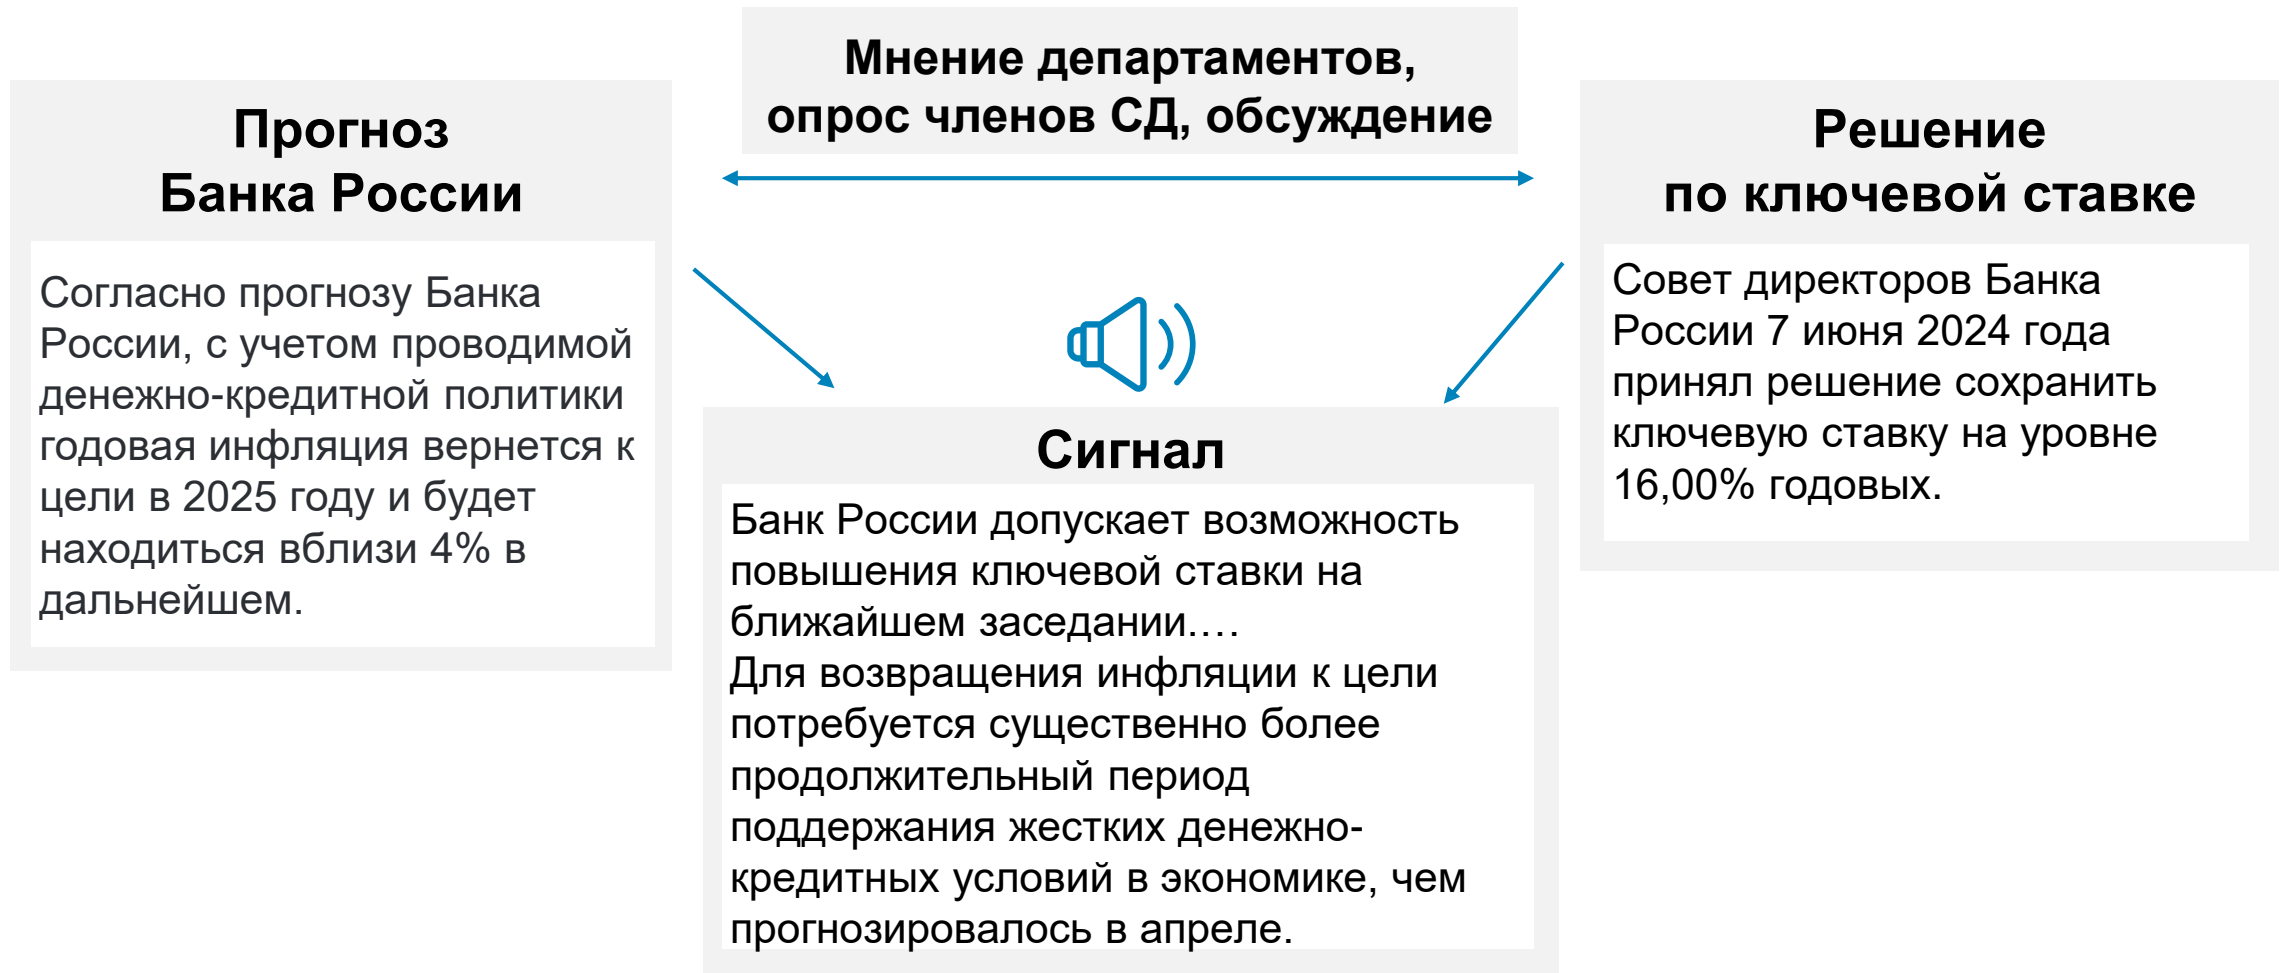 Мнение департаментов,
опрос членов СД, обсуждение
Прогноз
Банка России
Согласно прогнозу Банка
России, с учетом проводимой
денежно-кредитной политики
годовая инфляция вернется к
цели в 2025 году и будет
находиться вблизи 4% в
дальнейшем.
Решение
по ключевой ставке
Совет директоров Банка
России 7 июня 2024 года
принял решение сохранить
ключевую ставку на уровне
16,00% годовых.
Сигнал
Банк России допускает возможность
повышения ключевой ставки на
ближайшем заседании.…
Для возвращения инфляции к цели
потребуется существенно более
продолжительный период
поддержания жестких денежно-
кредитных условий в экономике, чем
прогнозировалось в апреле.